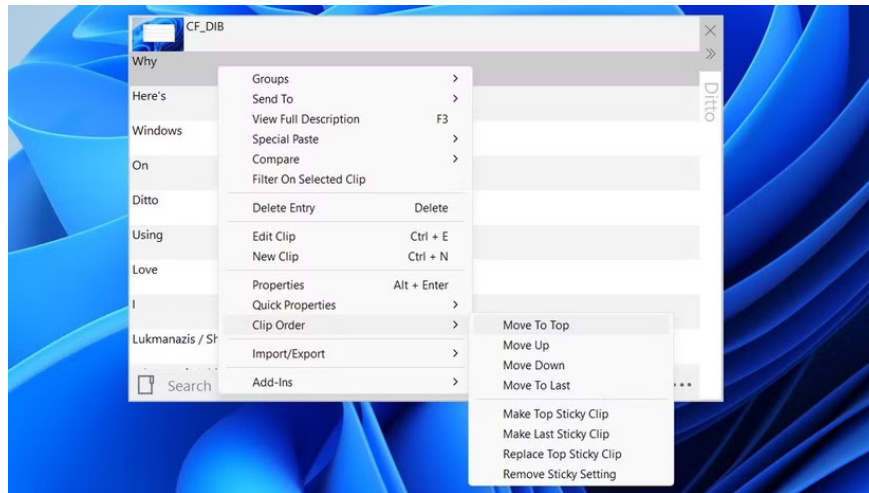 CF_DIB
Why
Here's
Windows
On
Ditto
Using
Love
I
Lukmanazis / Sh
Search
Ditto
Groups
Send To
View Full Description F3
Special Paste
Compare
Filter On Selected Clip
Delete Entry Delete
Edit Clip Ctrl + E
New Clip Ctrl + N
Properties Alt + Enter
Quick Properties
Clip Order
Import/Export
Add-Ins
Move To Top
Move Up
Move Down
Move To Last
Make Top Sticky Clip
Make Last Sticky Clip
Replace Top Sticky Clip
Remove Sticky Setting